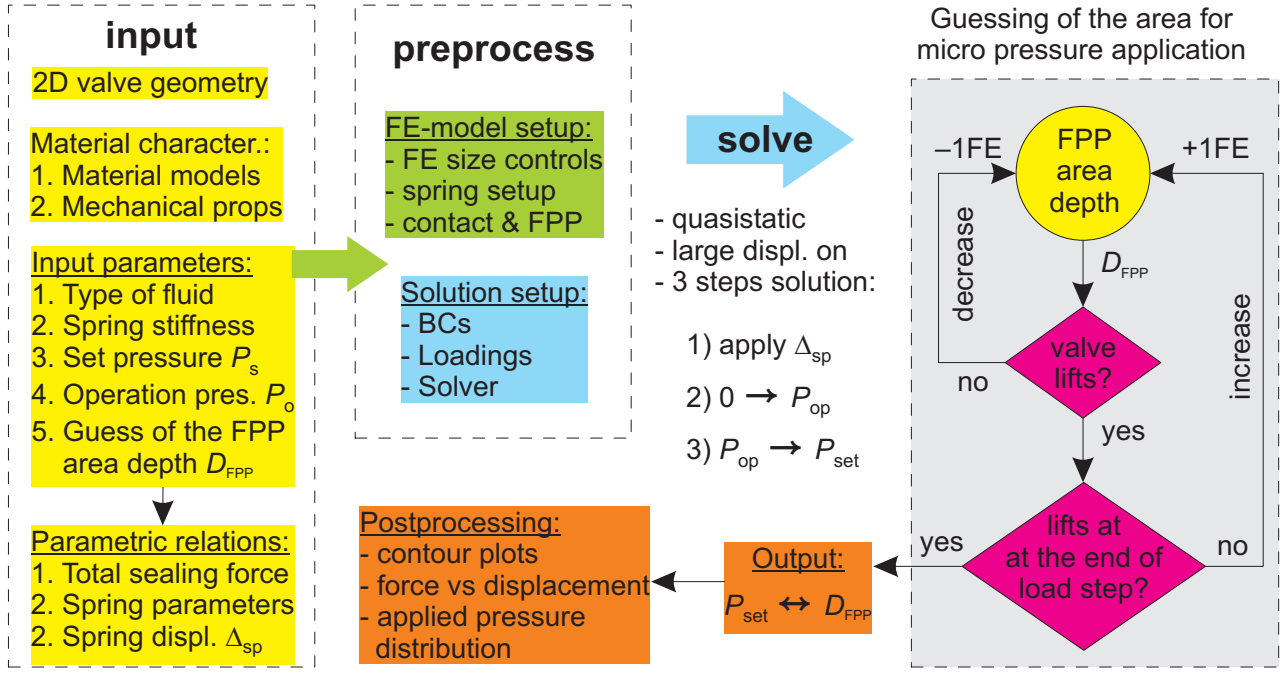 input
2D valve geometry
Material character.:
1. Material models
2. Mechanical props
Input parameters:
1. Type of fluid
2. Spring stiffness
3. Set pressure Ps
4. Operation pres. Po
5. Guess of the FPP
area depth DFPP
Parametric relations:
1. Total sealing force
2. Spring parameters
2. Spring displ. Δsp
preprocess
FE-model setup:
- FE size controls
- spring setup
- contact & FPP
Solution setup:
- BCs
- Loadings
- Solver
solve
- quasistatic
- large displ. on
- 3 steps solution:
1) apply Δsp
2) 0 → Pop
3) Pop → Pset
Guessing of the area for
micro pressure application
–1FE
FPP
area
depth
+1FE
decrease
increase
DFPP
valve
lifts?
no
yes
lifts at
at the end of
load step?
yes
no
Output:
Pset ↔ DFPP
Postprocessing:
- contour plots
- force vs displacement
- applied pressure
distribution